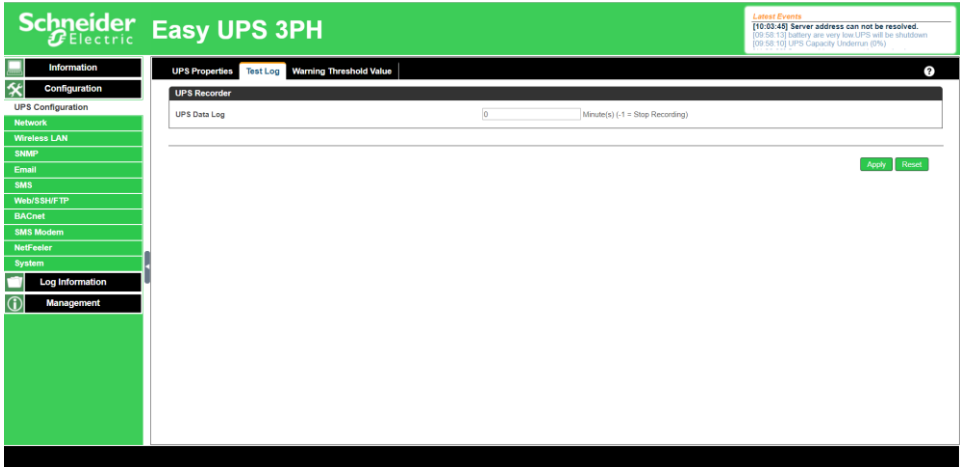 Schneider Electric
Easy UPS 3PH
Latest Events
[10:03:45] Server address can not be resolved.
[09:58:13] battery are very low UPS will be shutdown
[09:58:10] UPS Capacity Underrun (0%)
Information
Configuration
UPS Configuration
Network
Wireless LAN
SNMP
Email
SMS
Web/SSH/FTP
BACnet
SMS Modem
NetFeeler
System
Log Information
Management
UPS Properties Test Log Warning Threshold Value ?
UPS Recorder
UPS Data Log 0 Minute(s) (-1 = Stop Recording)
Apply Reset